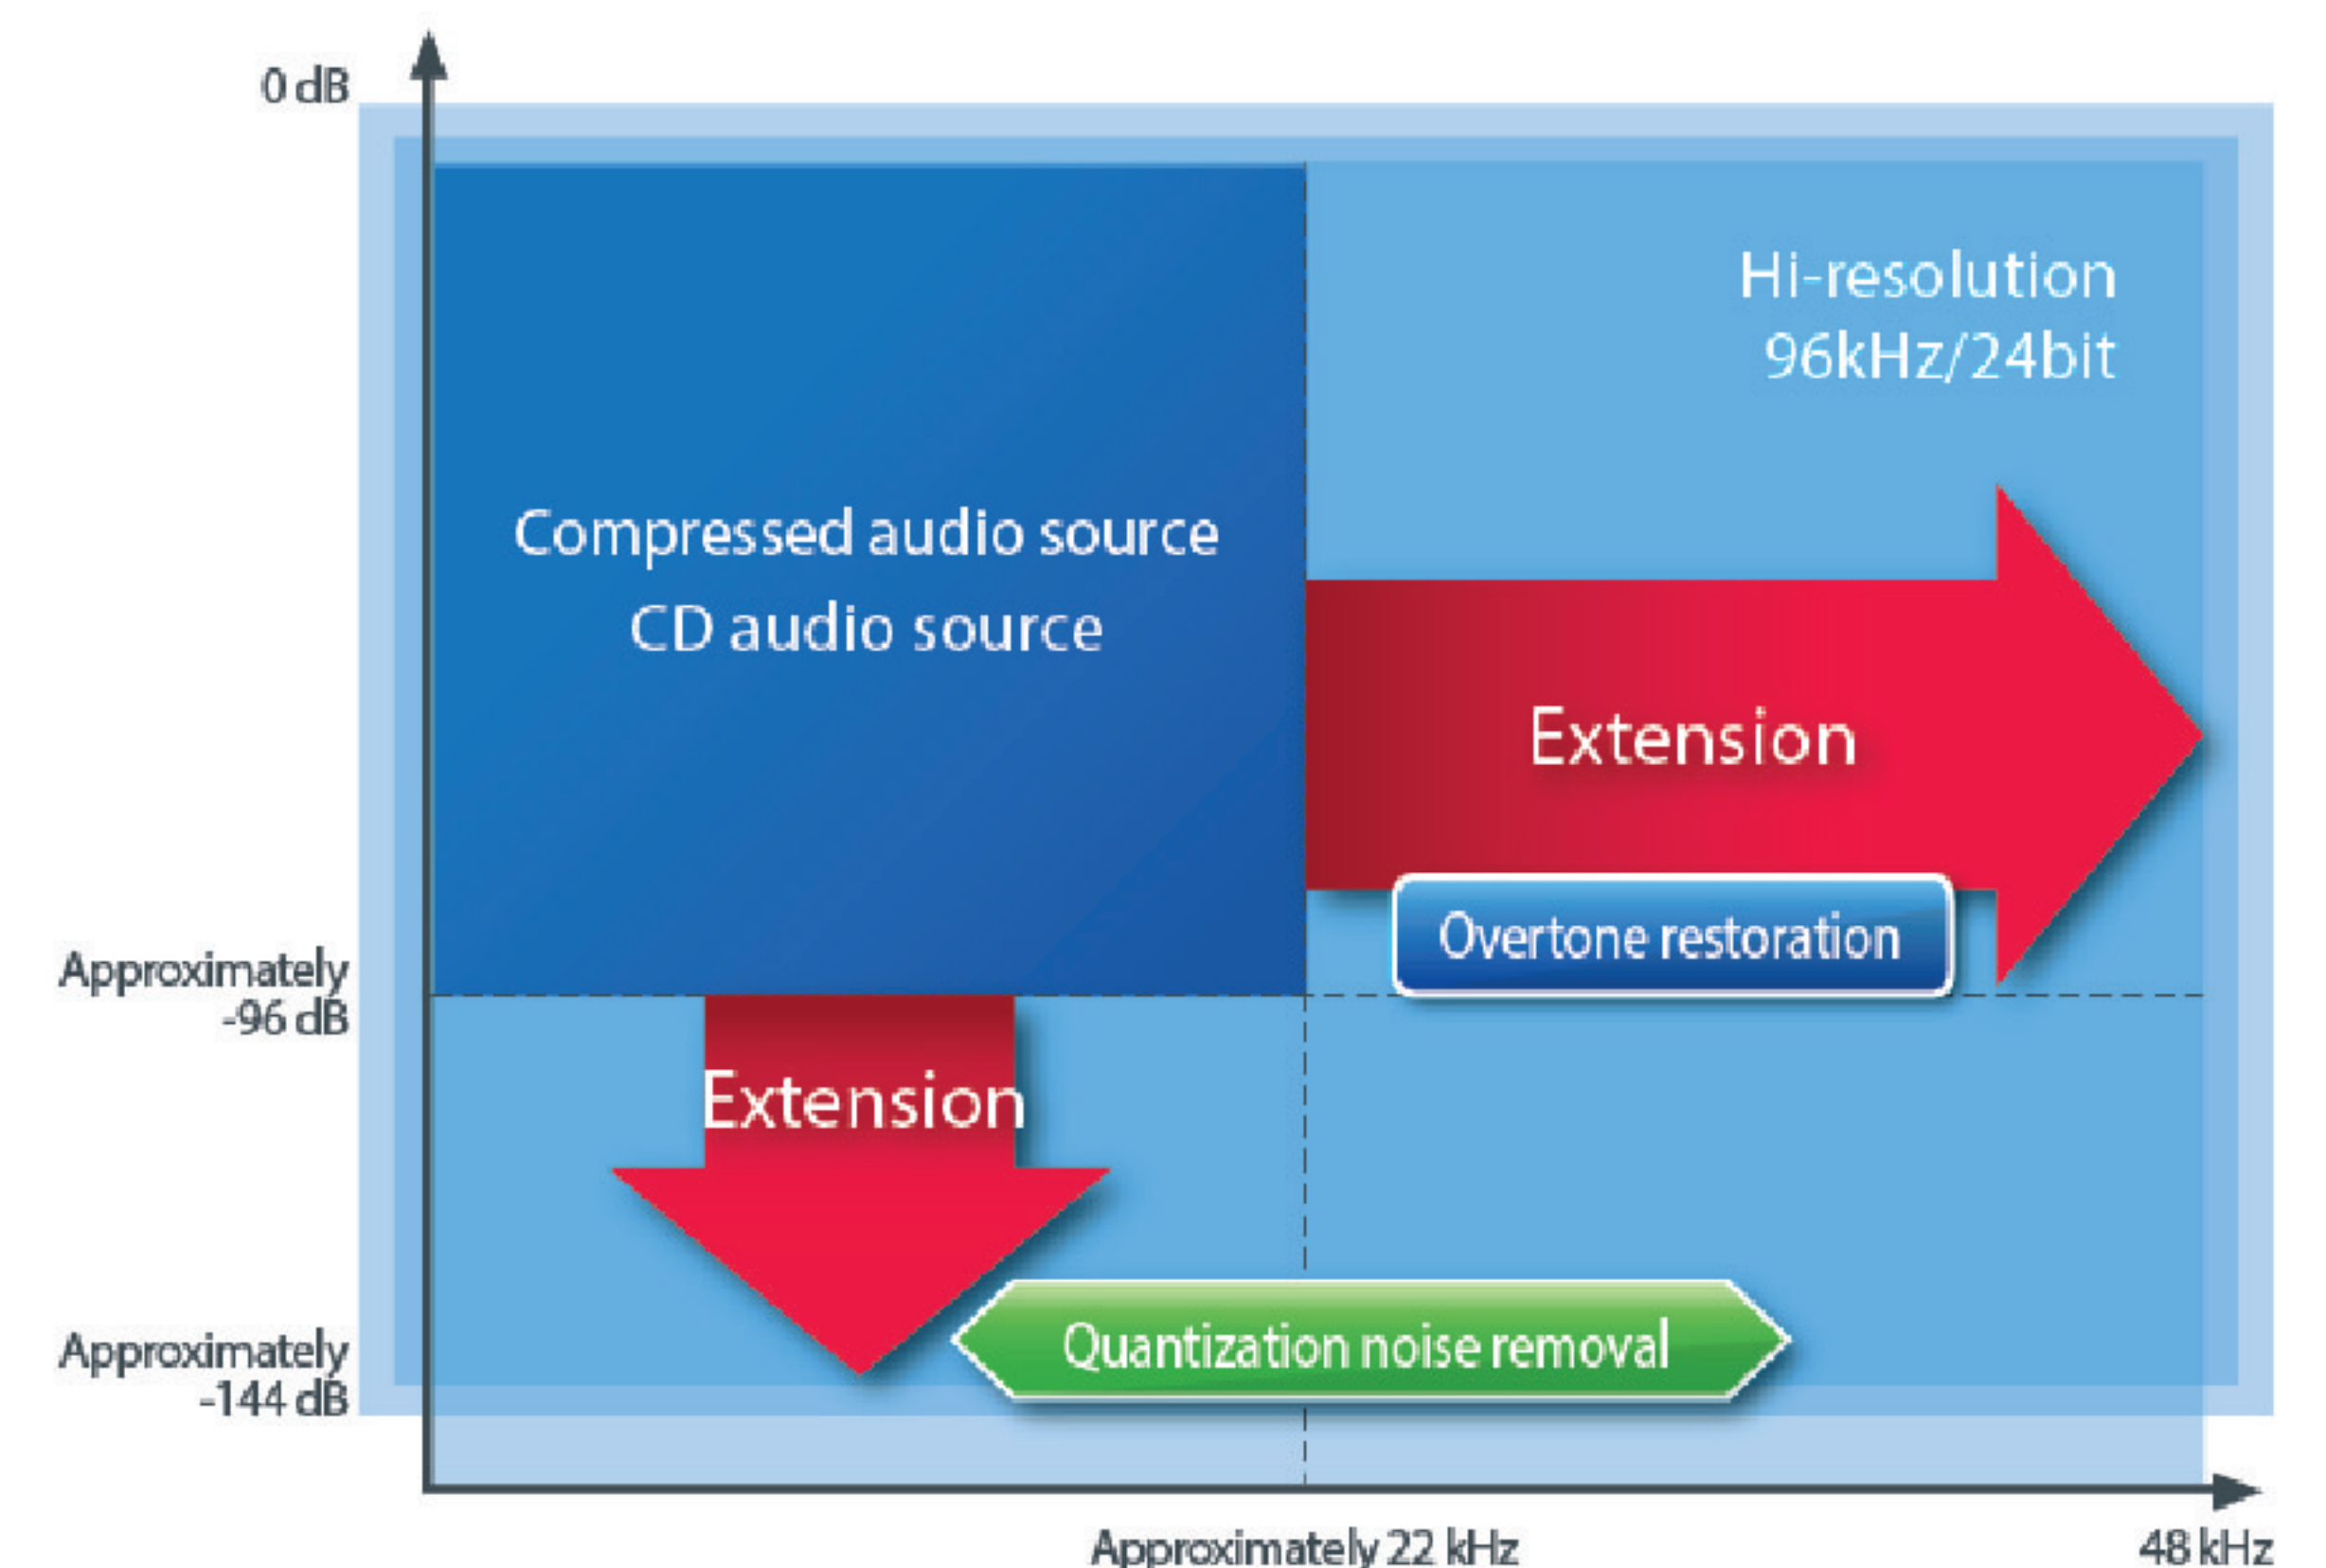 0 dB
Hi-resolution
96kHz/24bit
Compressed audio source
CD audio source
Extension
Overtone restoration
Approximately
-96 dB
Extension
Quantization noise removal
Approximately
-144 dB
Approximately 22 kHz
48 kHz